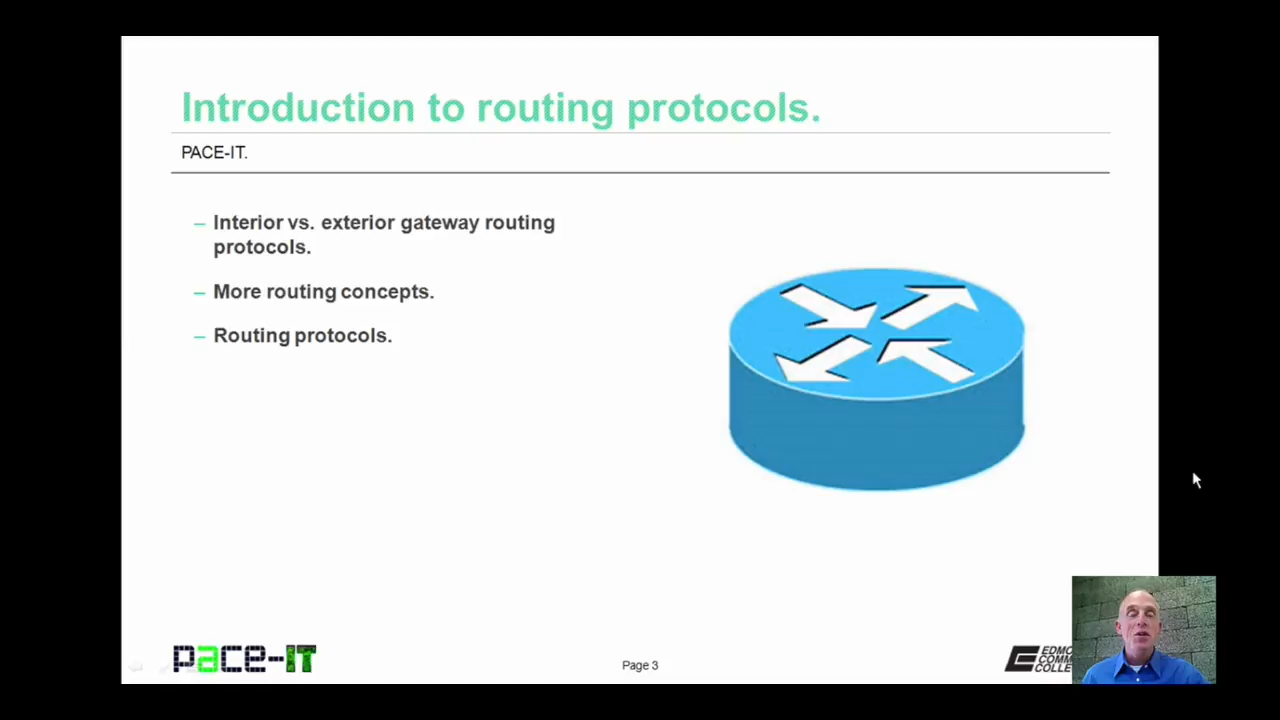 Introduction to routing protocols.
PACE-IT.
– Interior vs. exterior gateway routing
protocols.
– More routing concepts.
– Routing protocols.
pace-IT
Page 3